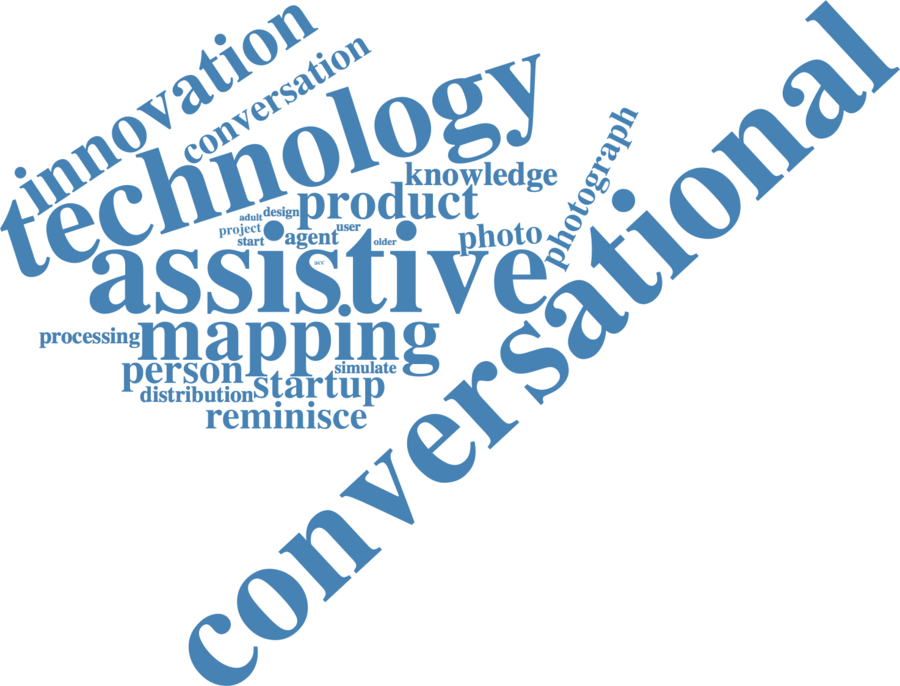 innovation
conversation
technology
knowledge
photograph
product
adult
design
project
user
start
agent
older
photo
assistive
acc
conversational
processing
mapping
person
simulate
startup
distribution
reminisce